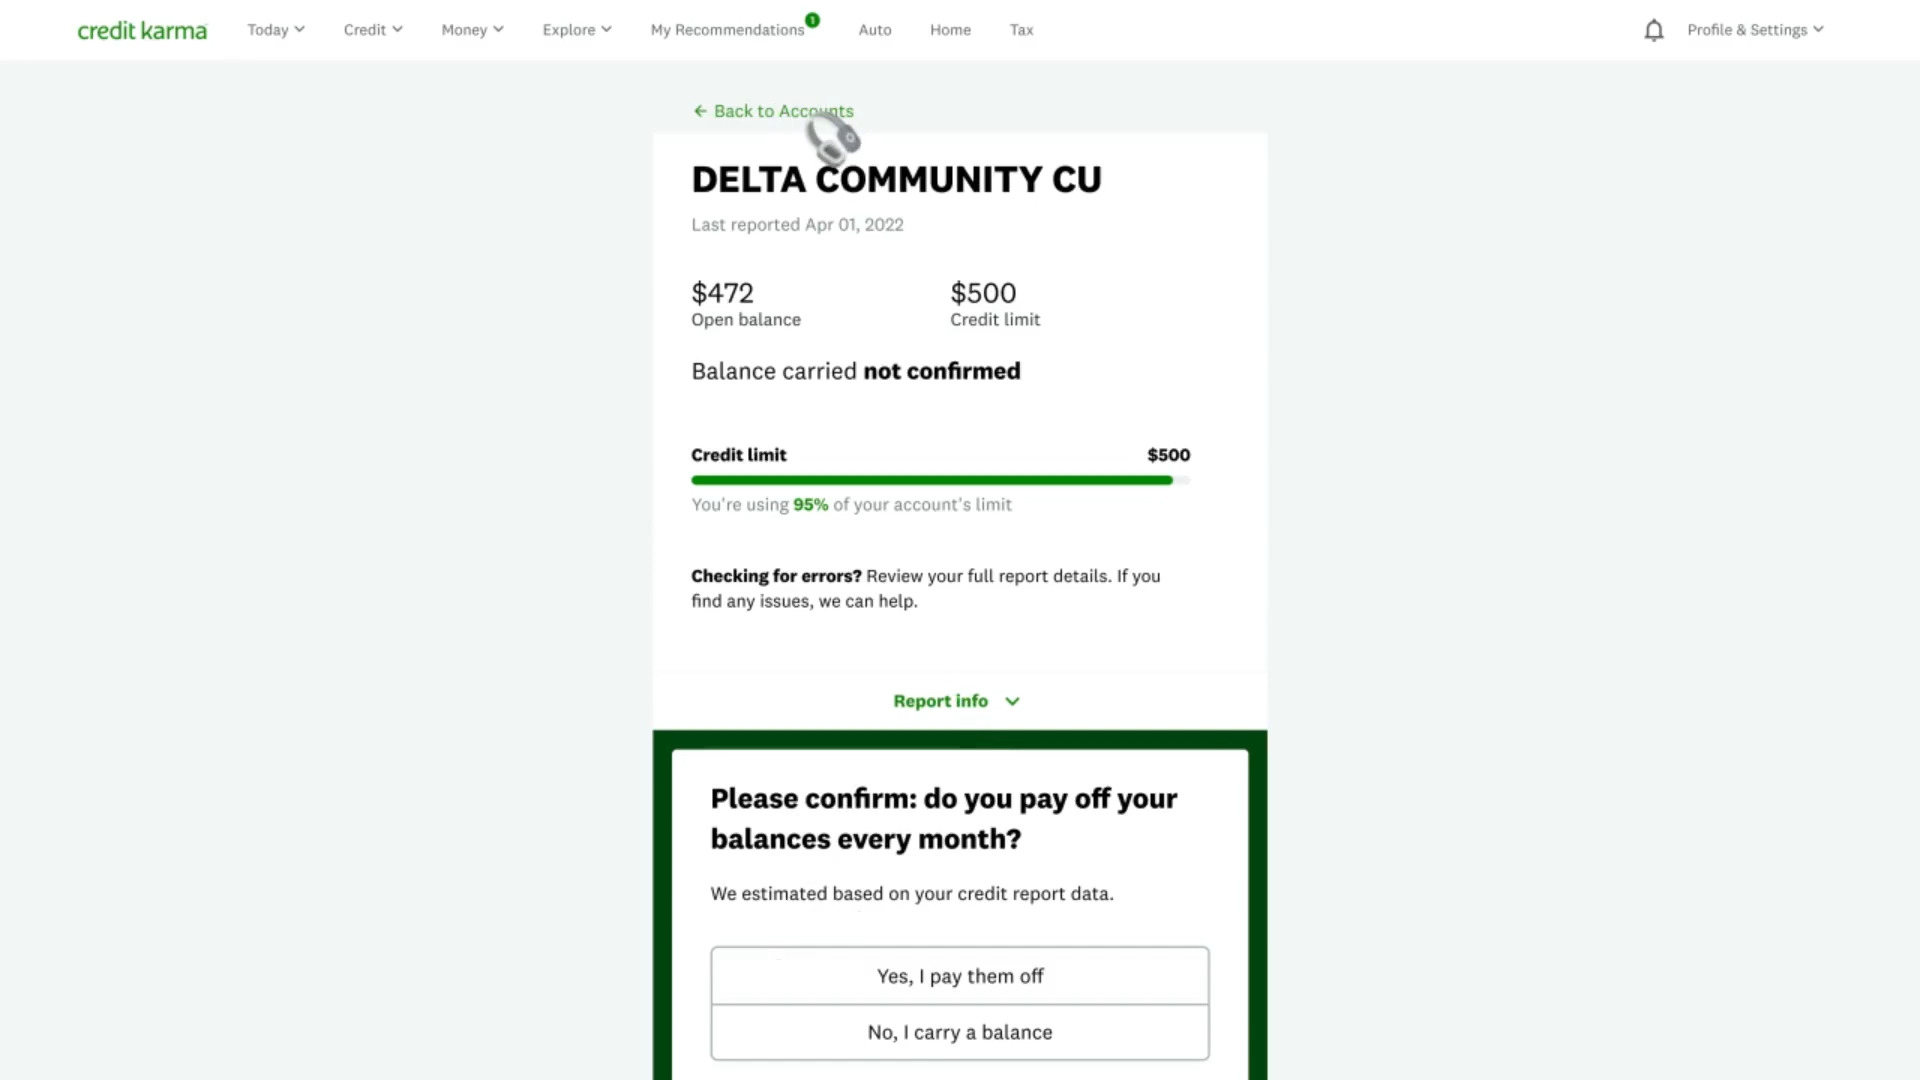 credit karma
Today
Credit
Money
Explore
My Recommendations
1
Auto
Home
Tax
Profile & Settings
← Back to Accounts
DELTA COMMUNITY CU
Last reported Apr 01, 2022
$472
$500
Open balance
Credit limit
Balance carried not confirmed
Credit limit
$500
You're using 95% of your account's limit
Checking for errors? Review your full report details. If you
find any issues, we can help.
Report info
Please confirm: do you pay off your
balances every month?
We estimated based on your credit report data.
Yes, I pay them off
No, I carry a balance